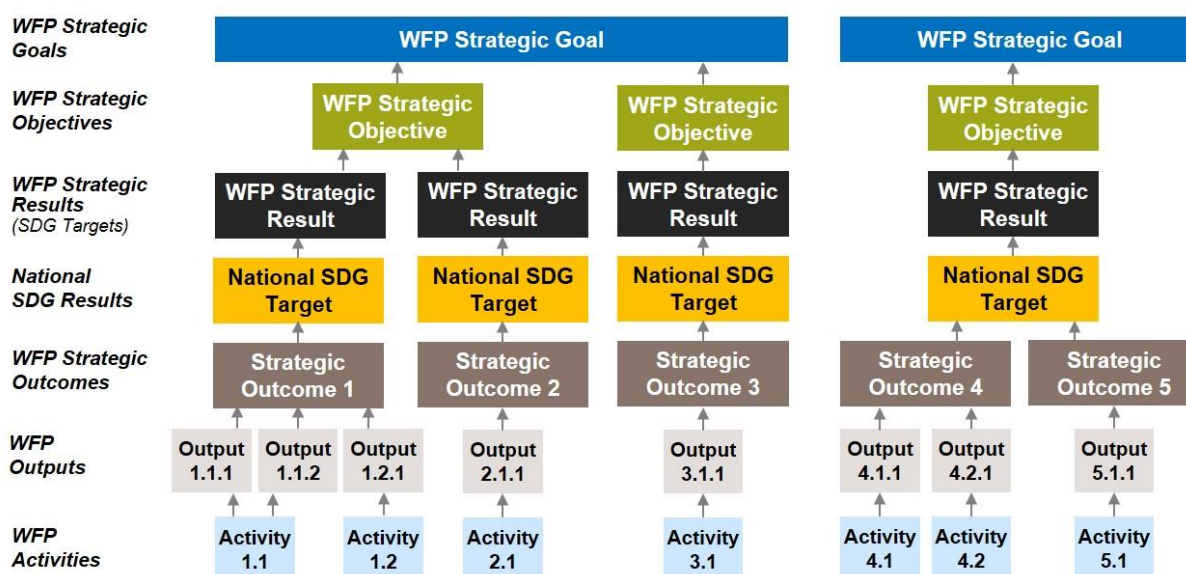 WFP Strategic
Goals
WFP Strategic Goal
WFP Strategic Goal
WFP Strategic
Objectives
WFP Strategic
Objective
WFP Strategic
Objective
WFP Strategic
Objective
WFP Strategic
Results
(SDG Targets)
WFP Strategic
Result
WFP Strategic
Result
WFP Strategic
Result
WFP Strategic
Result
National
SDG Results
National SDG
Target
National SDG
Target
National SDG
Target
National SDG
Target
WFP Strategic
Outcomes
Strategic
Outcome 1
Strategic
Outcome 2
Strategic
Outcome 3
Strategic
Outcome 4
Strategic
Outcome 5
WFP
Outputs
Output
1.1.1
Output
1.1.2
Output
1.2.1
Output
2.1.1
Output
3.1.1
Output
4.1.1
Output
4.2.1
Output
5.1.1
WFP
Activities
Activity
1.1
Activity
1.2
Activity
2.1
Activity
3.1
Activity
4.1
Activity
4.2
Activity
5.1